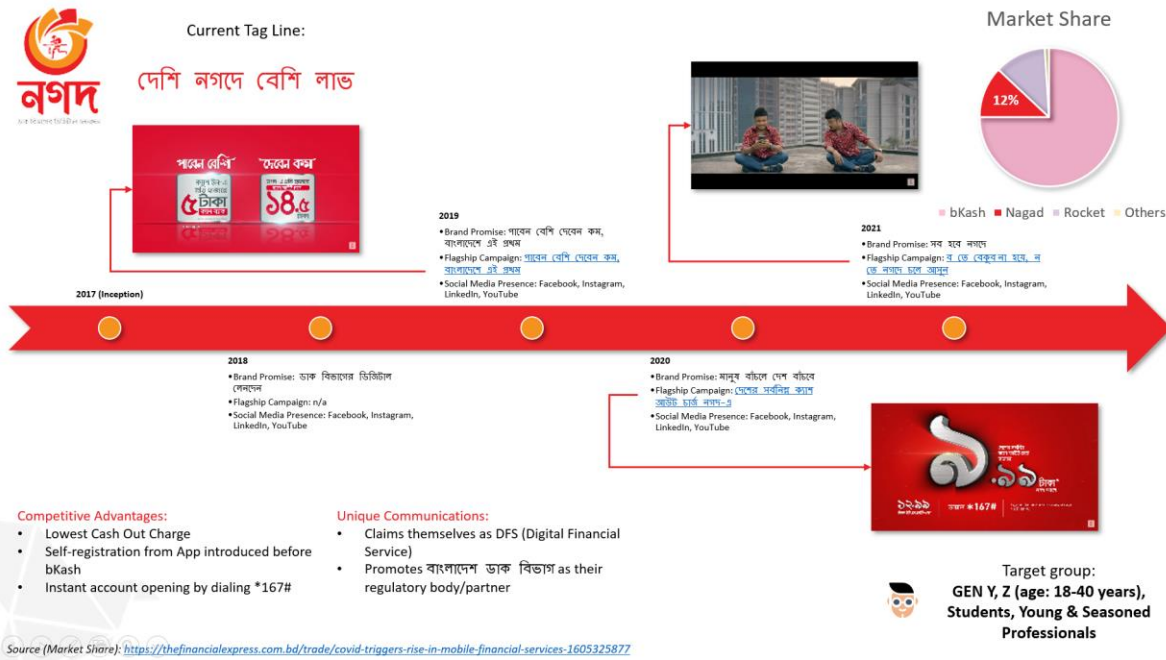 নগদ
Current Tag Line:
দেশি নগদে বেশি লাভ
Market Share
12%
bKash Nagad Rocket Others
পাবেন বেশি দেবেন কম
৫ টাকা
১৪.৫
2017 (Inception)
2019
•Brand Promise: পাবেন বেশি দেবেন কম,
বাংলাদেশে এই প্রথম
•Flagship Campaign: পাবেন বেশি দেবেন কম,
বাংলাদেশে এই প্রথম
•Social Media Presence: Facebook, Instagram,
LinkedIn, YouTube
2021
•Brand Promise: সব হবে নগদে
•Flagship Campaign: ব তে বেকুব না হয়ে, ন
তে নগদে চলে আসুন
•Social Media Presence: Facebook, Instagram,
LinkedIn, YouTube
2018
•Brand Promise: ডাক বিভাগের ডিজিটাল
লেনদেন
•Flagship Campaign: n/a
•Social Media Presence: Facebook, Instagram,
LinkedIn, YouTube
2020
•Brand Promise: মানুষ বাঁচলে দেশ বাঁচবে
•Flagship Campaign: দেশের সর্বনিম্ন ক্যাশ
আউট চার্জ নগদ-এ
•Social Media Presence: Facebook, Instagram,
LinkedIn, YouTube
৯.৯৯ টাকা*
ডায়াল *167#
Competitive Advantages:
• Lowest Cash Out Charge
• Self-registration from App introduced before
bKash
• Instant account opening by dialing *167#
Unique Communications:
• Claims themselves as DFS (Digital Financial
Service)
• Promotes বাংলাদেশ ডাক বিভাগ as their
regulatory body/partner
Target group:
GEN Y, Z (age: 18-40 years),
Students, Young & Seasoned
Professionals
Source (Market Share): https://thefinancialexpress.com.bd/trade/covid-triggers-rise-in-mobile-financial-services-1605325877